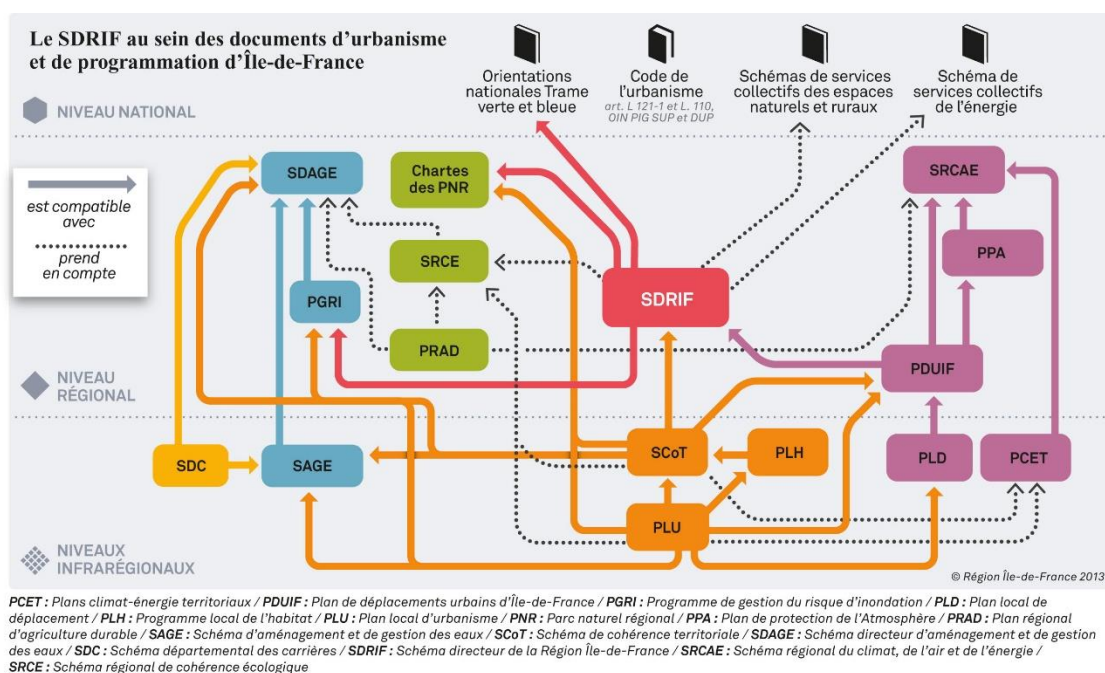 Le SDRIF au sein des documents d’urbanisme
et de programmation d’Île-de-France
Orientations
nationales Trame
verte et bleue
Code de
l’urbanisme
art. L 121-1 et L. 110,
OIN PIG SUP et DUP
Schémas de services
collectifs des espaces
naturels et ruraux
Schéma de
services collectifs
de l’énergie
NIVEAU NATIONAL
est compatible
avec
prend
en compte
SDAGE
Chartes
des PNR
SRCAE
SRCE
PPA
PGRI
SDRIF
PRAD
PDUIF
NIVEAU
RÉGIONAL
SDC
SAGE
SCoT
PLH
PLD
PCET
PLU
NIVEAUX
INFRARÉGIONAUX
© Région Île-de-France 2013
PCET : Plans climat-énergie territoriaux / PDUIF : Plan de déplacements urbains d’Île-de-France / PGRI : Programme de gestion du risque d’inondation / PLD : Plan local de
déplacement / PLH : Programme local de l’habitat / PLU : Plan local d’urbanisme / PNR : Parc naturel régional / PPA : Plan de protection de l’Atmosphère / PRAD : Plan régional
d’agriculture durable / SAGE : Schéma d’aménagement et de gestion des eaux / SCoT : Schéma de cohérence territoriale / SDAGE : Schéma directeur d’aménagement et de gestion
des eaux / SDC : Schéma départemental des carrières / SDRIF : Schéma directeur de la Région Île-de-France / SRCAE : Schéma régional du climat, de l’air et de l’énergie /
SRCE : Schéma régional de cohérence écologique